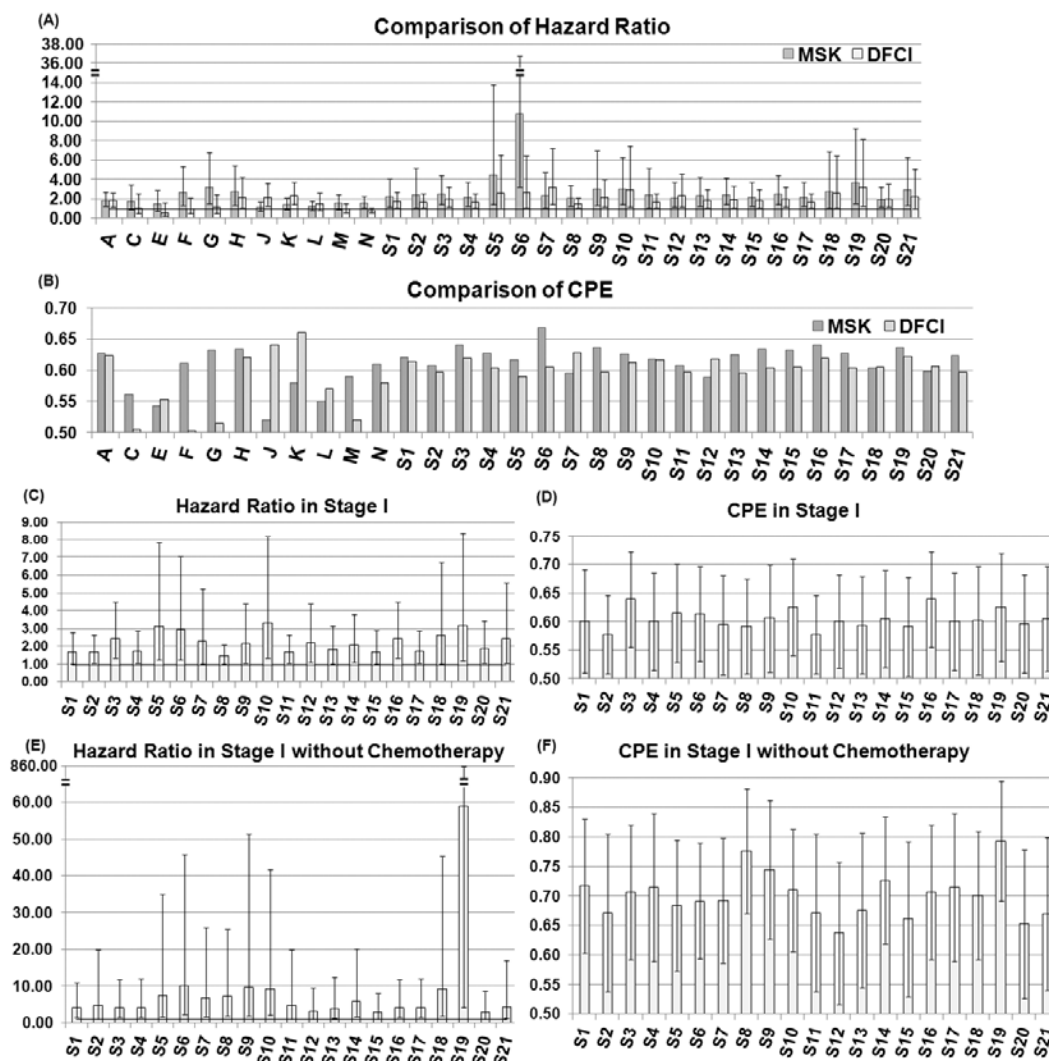 (A)
Comparison of Hazard Ratio
MSK DFCI
38.00
36.00
14.00
12.00
10.00
8.00
6.00
4.00
2.00
0.00
A C E F G H J K L M N S1 S2 S3 S4 S5 S6 S7 S8 S9 S10 S11 S12 S13 S14 S15 S16 S17 S18 S19 S20 S21
(B)
Comparison of CPE
MSK DFCI
0.70
0.65
0.60
0.55
0.50
A C E F G H J K L M N S1 S2 S3 S4 S5 S6 S7 S8 S9 S10 S11 S12 S13 S14 S15 S16 S17 S18 S19 S20 S21
(C)
Hazard Ratio in Stage I
9.00
8.00
7.00
6.00
5.00
4.00
3.00
2.00
1.00
0.00
S1 S2 S3 S4 S5 S6 S7 S8 S9 S10 S11 S12 S13 S14 S15 S16 S17 S18 S19 S20 S21
(D)
CPE in Stage I
0.75
0.70
0.65
0.60
0.55
0.50
S1 S2 S3 S4 S5 S6 S7 S8 S9 S10 S11 S12 S13 S14 S15 S16 S17 S18 S19 S20 S21
(E)
Hazard Ratio in Stage I without Chemotherapy
860.00
60.00
50.00
40.00
30.00
20.00
10.00
0.00
S1 S2 S3 S4 S5 S6 S7 S8 S9 S10 S11 S12 S13 S14 S15 S16 S17 S18 S19 S20 S21
(F)
CPE in Stage I without Chemotherapy
0.90
0.85
0.80
0.75
0.70
0.65
0.60
0.55
0.50
S1 S2 S3 S4 S5 S6 S7 S8 S9 S10 S11 S12 S13 S14 S15 S16 S17 S18 S19 S20 S21